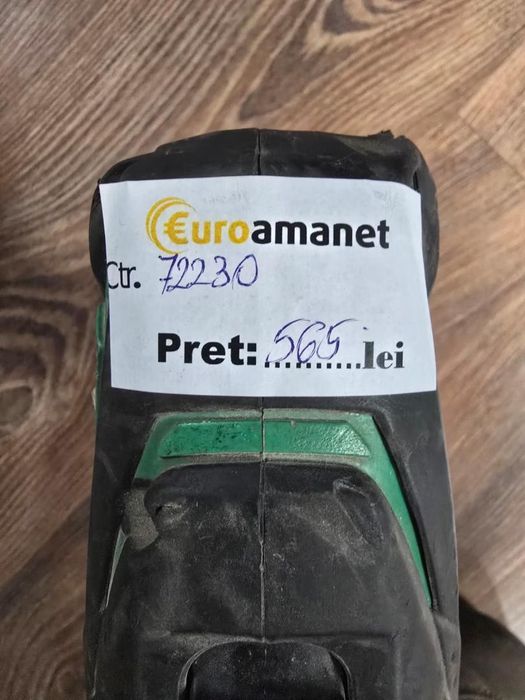 €uroamanet
Ctr. 72230
Pret: 565 lei